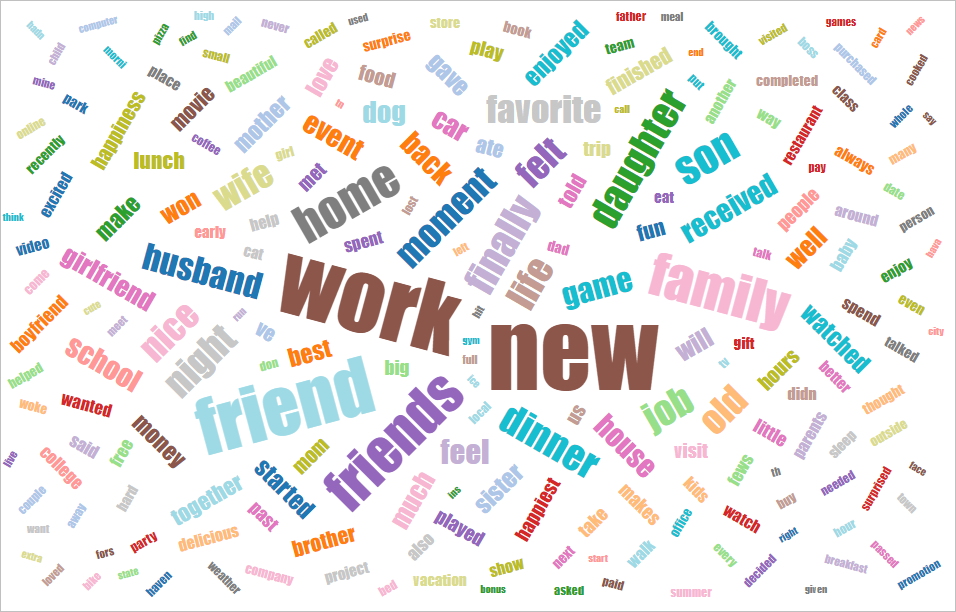 bath
computer
pizza
find
high
mall
never
called
used
surprise
store
play
book
enjoyed
father
meal
team
finished
end
brought
visited
boss
games
purchased
card
news
cooked
child
mine
park
mom
place
small
beautiful
love
food
gave
favorite
call
put
another
completed
way
class
whole
say
online
recently
happiness
movie
coffee
mother
to
dog
car
ate
trip
daughter
son
restaurant
pay
always
many
date
lunch
girl
event
back
felt
told
eat
received
people
around
person
think
excited
make
won
wife
met
help
home
lost
moment
finally
fun
talk
well
baby
enjoy
hava
video
early
cat
spent
left
life
dad
game
family
even
city
come
girlfriend
husband
work
hit
new
will
gift
watched
spend
talked
boyfriend
cute
meet
nice
run
ve
night
don
best
gym
full
tv
hours
better
helped
school
friend
big
ice
friends
local
us
house
job
old
didn
thought
woke
wanted
money
mom
dinner
feel
visit
little
parents
sleep
outside
live
college
said
free
started
much
sister
ins
happiest
makes
kids
tews
th
buy
needed
surprised
face
town
couple
away
hard
together
past
played
take
office
watch
right
hour
want
fors
party
delicious
brother
also
next
start
walk
every
decided
breakfast
passed
extra
loved
bike
state
haven
weather
company
project
bed
vacation
show
bonus
asked
paid
summer
given
promotion